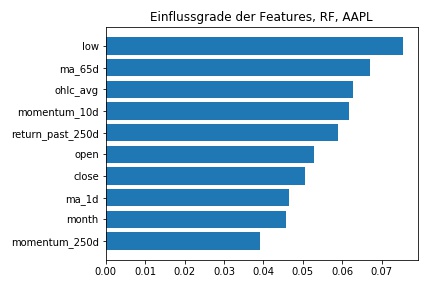 Einflussgrade der Features, RF, AAPL
low
ma_65d
ohlc_avg
momentum_10d
return_past_250d
open
close
ma_1d
month
momentum_250d
0.00 0.01 0.02 0.03 0.04 0.05 0.06 0.07